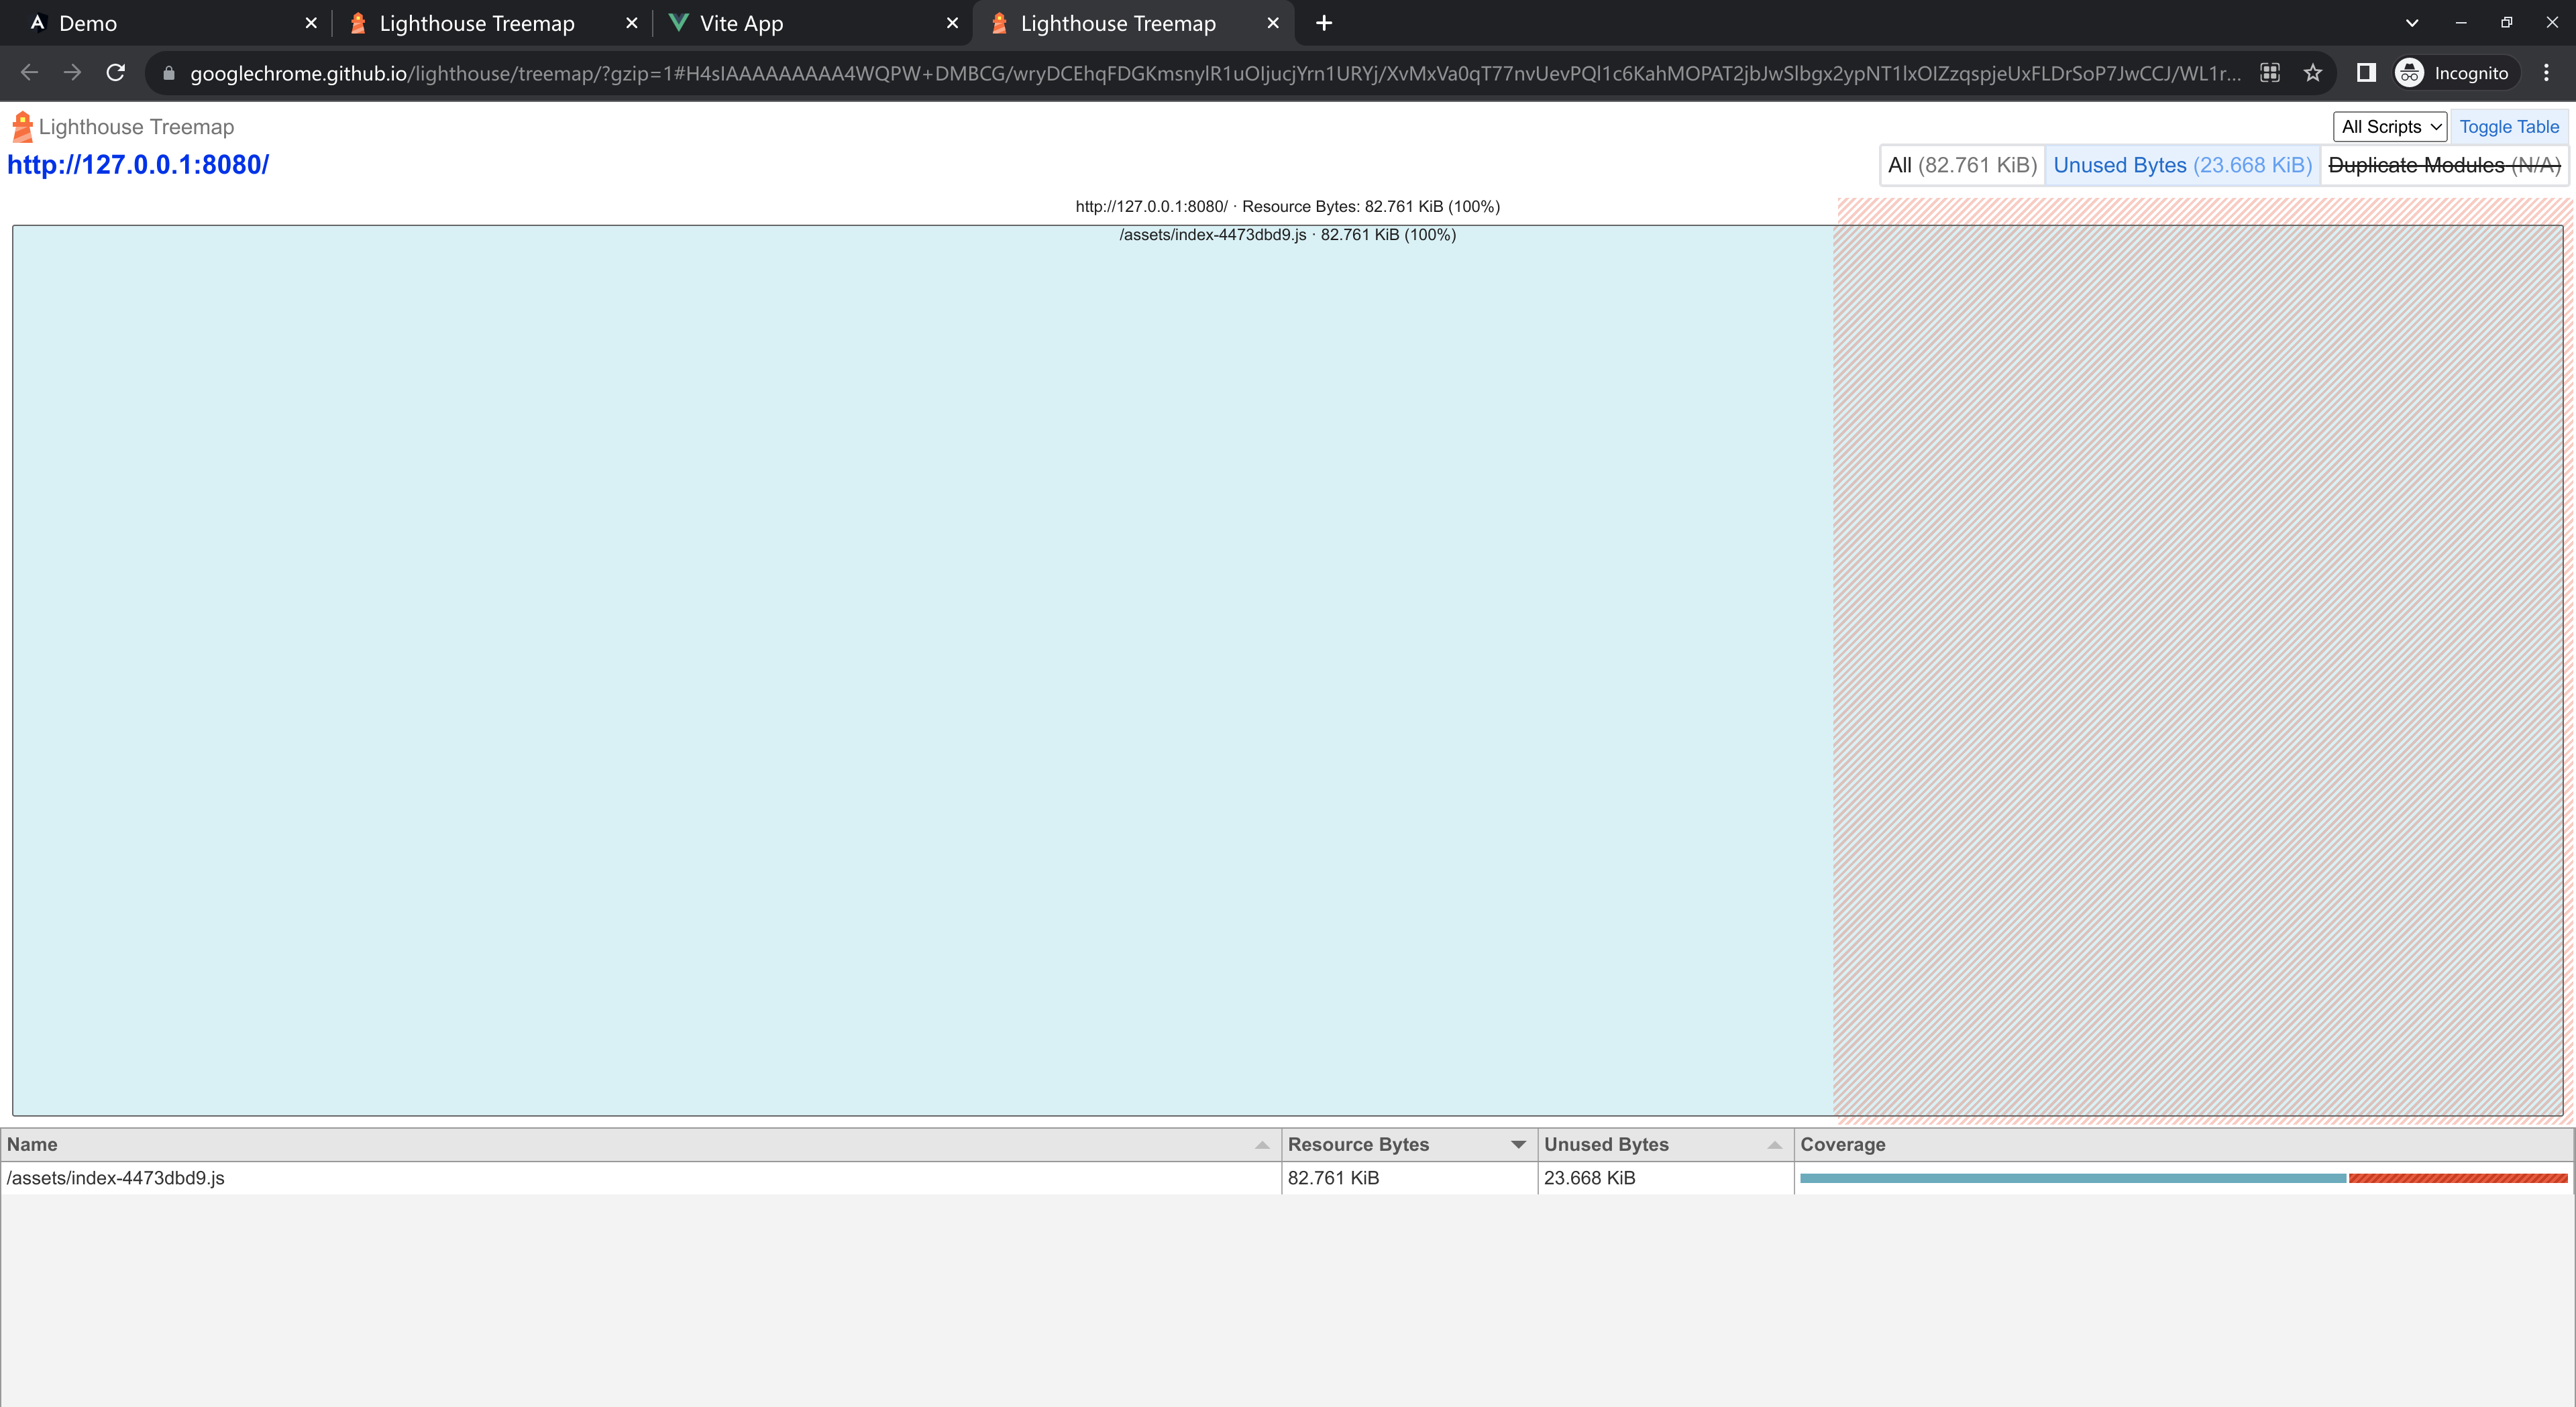 Demo
Lighthouse Treemap
Vite App
Lighthouse Treemap
googlechrome.github.io/lighthouse/treemap/?gzip=1#H4sIAAAAAAAAA4WQPW+DMBCG/wryDCEhqFDGKmsnylR1uOIjucjYrn1URYj/XvMxVa0qT77nvUevPQl1c6KahMOPAT2jbJwSlbgx2ypNT1lxOIZzqspjeUxFLDrSoP7JwCCJ/WL1r...
Incognito
Lighthouse Treemap
All Scripts
Toggle Table
http://127.0.0.1:8080/
All (82.761 KiB)
Unused Bytes (23.668 KiB)
Duplicate Modules (N/A)
http://127.0.0.1:8080/ · Resource Bytes: 82.761 KiB (100%)
/assets/index-4473dbd9.js · 82.761 KiB (100%)
Name
Resource Bytes
Unused Bytes
Coverage
/assets/index-4473dbd9.js
82.761 KiB
23.668 KiB